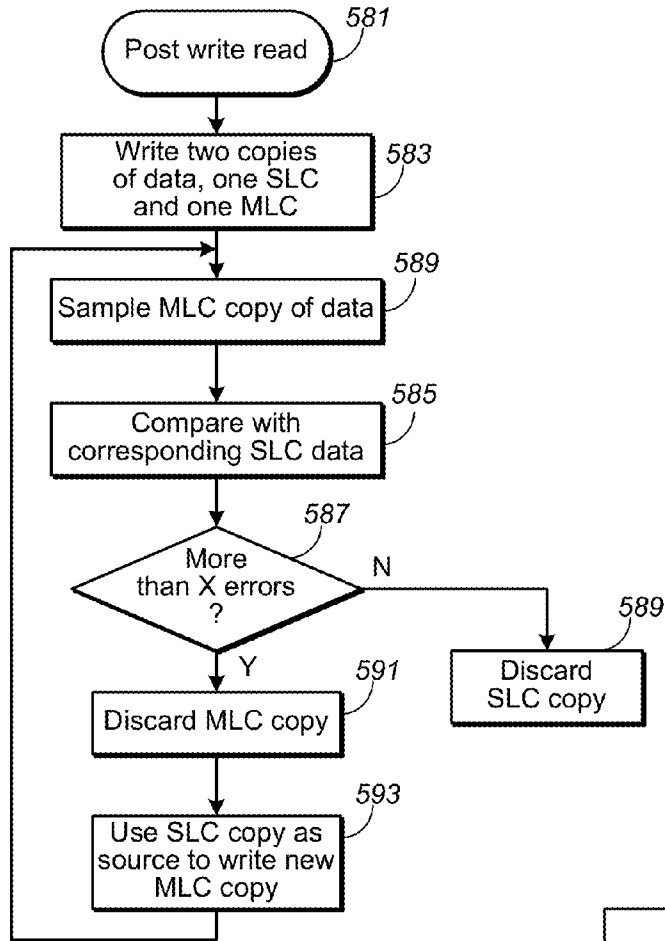 581
Post write read
583
Write two copies
of data, one SLC
and one MLC
589
Sample MLC copy of data
585
Compare with
corresponding SLC data
587
More
than X errors
?
N
Y
589
Discard
SLC copy
591
Discard MLC copy
593
Use SLC copy as
source to write new
MLC copy